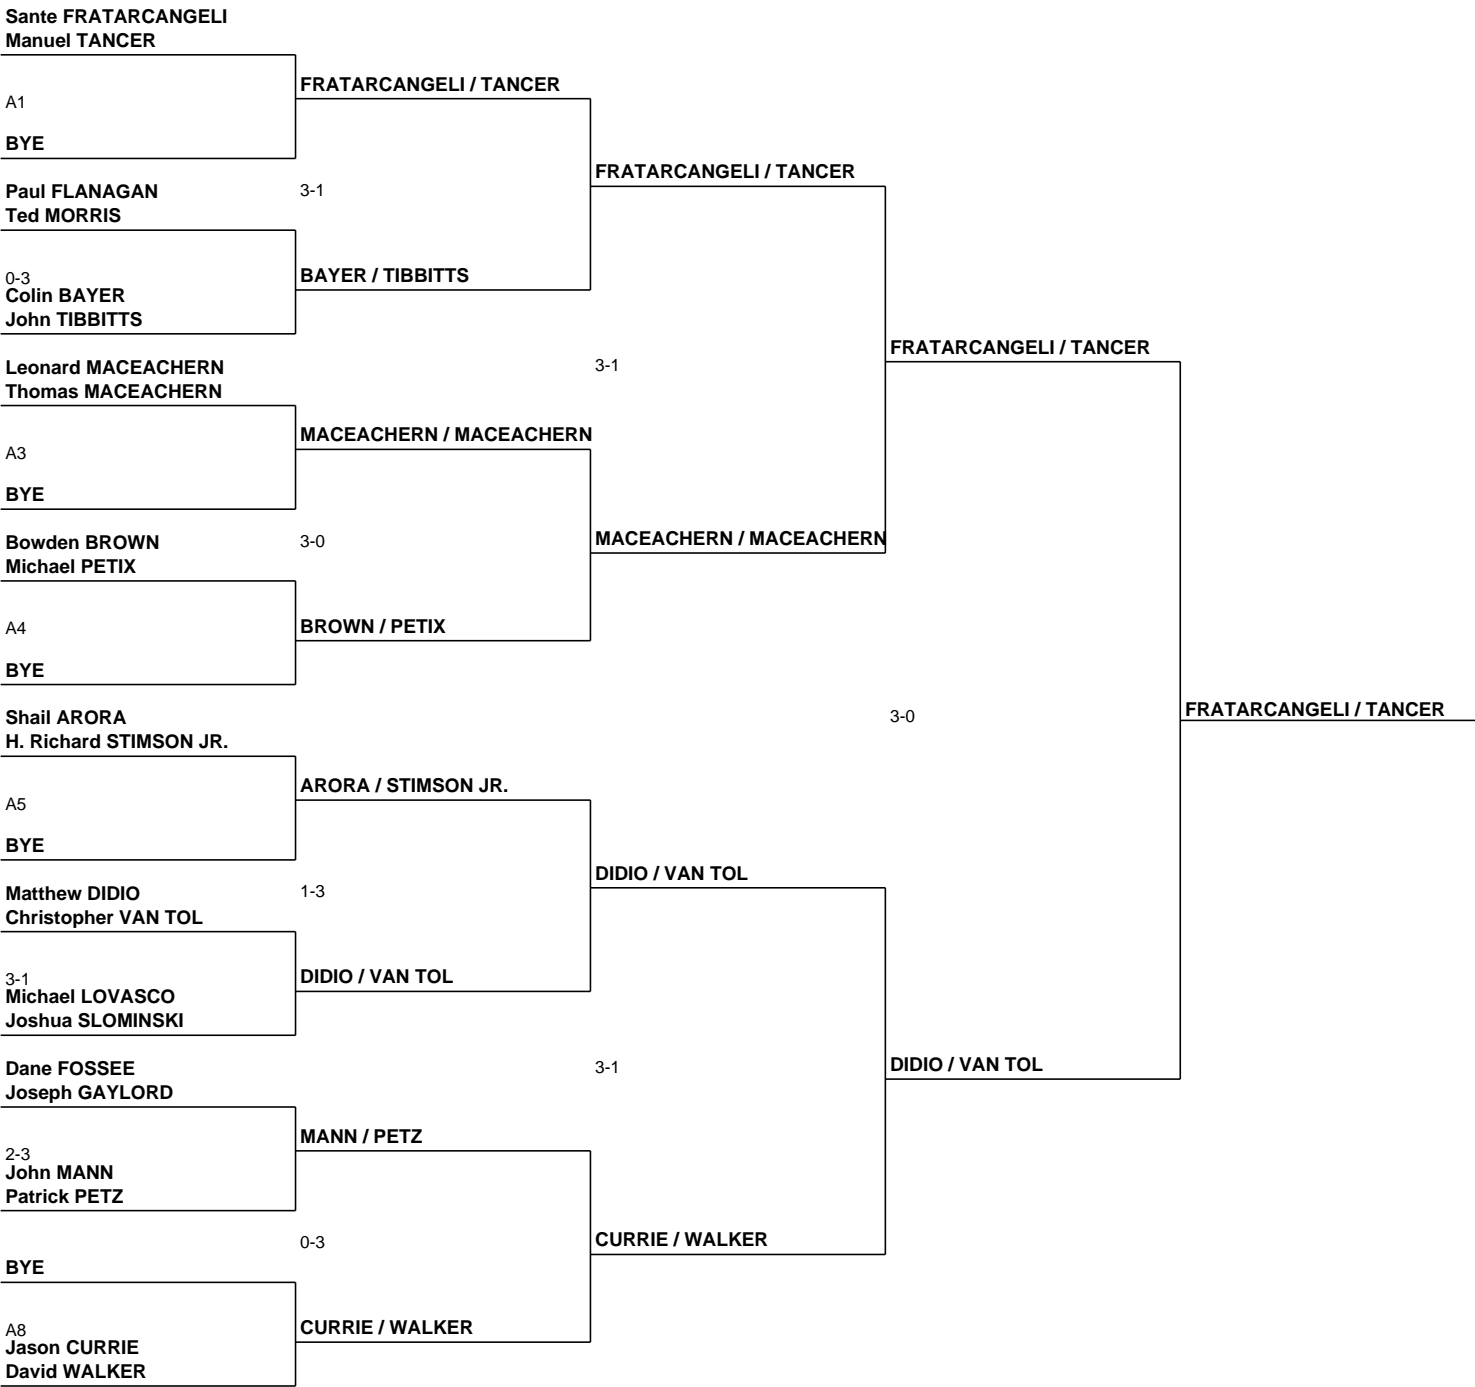 Sante FRATARCANGELI
Manuel TANCER
A1
BYE
Paul FLANAGAN
Ted MORRIS
0-3
Colin BAYER
John TIBBITTS
Leonard MACEACHERN
Thomas MACEACHERN
A3
BYE
Bowden BROWN
Michael PETIX
A4
BYE
Shail ARORA
H. Richard STIMSON JR.
A5
BYE
Matthew DIDIO
Christopher VAN TOL
3-1
Michael LOVASCO
Joshua SLOMINSKI
Dane FOSSEE
Joseph GAYLORD
2-3
John MANN
Patrick PETZ
BYE
A8
Jason CURRIE
David WALKER
FRATARCANGELI / TANCER
3-1
BAYER / TIBBITTS
MACEACHERN / MACEACHERN
3-0
BROWN / PETIX
ARORA / STIMSON JR.
1-3
DIDIO / VAN TOL
MANN / PETZ
0-3
CURRIE / WALKER
FRATARCANGELI / TANCER
3-1
MACEACHERN / MACEACHERN
DIDIO / VAN TOL
3-1
CURRIE / WALKER
FRATARCANGELI / TANCER
3-0
DIDIO / VAN TOL
FRATARCANGELI / TANCER